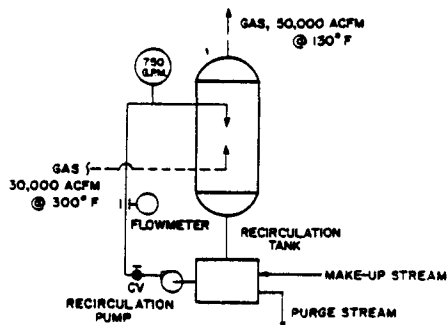 GAS, 50,000 ACFM
@ 130° F
750
G.P.M.
GAS
30,000 ACFM
@ 300° F
FLOWMETER
RECIRCULATION
TANK
CV
RECIRCULATION
PUMP
MAKE-UP STREAM
PURGE STREAM